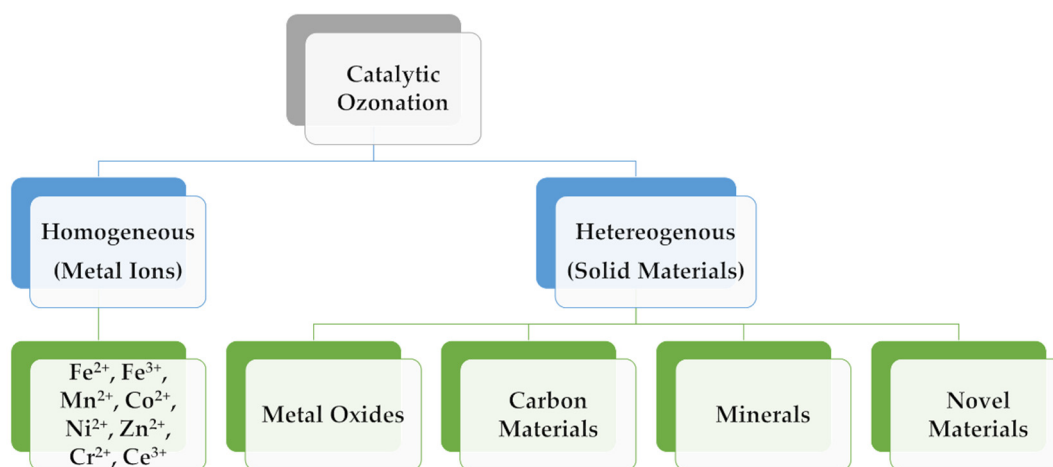 Catalytic
Ozonation
Homogeneous
(Metal Ions)
Hetereogenous
(Solid Materials)
Fe²⁺, Fe³⁺,
Mn²⁺, Co²⁺,
Ni²⁺, Zn²⁺,
Cr²⁺, Ce³⁺
Metal Oxides
Carbon
Materials
Minerals
Novel
Materials